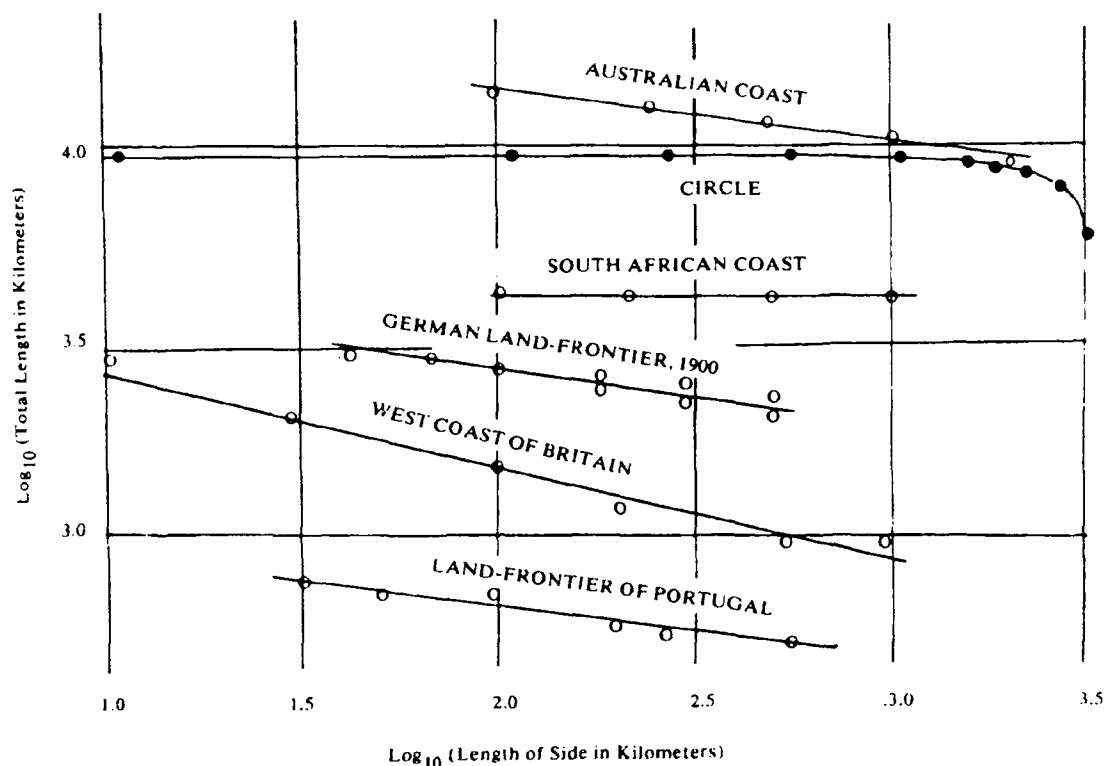 AUSTRALIAN COAST
4.0
CIRCLE
SOUTH AFRICAN COAST
GERMAN LAND-FRONTIER, 1900
3.5
WEST COAST OF BRITAIN
3.0
LAND-FRONTIER OF PORTUGAL
Log10 (Total Length in Kilometers)
1.0 1.5 2.0 2.5 3.0 3.5
Log10 (Length of Side in Kilometers)